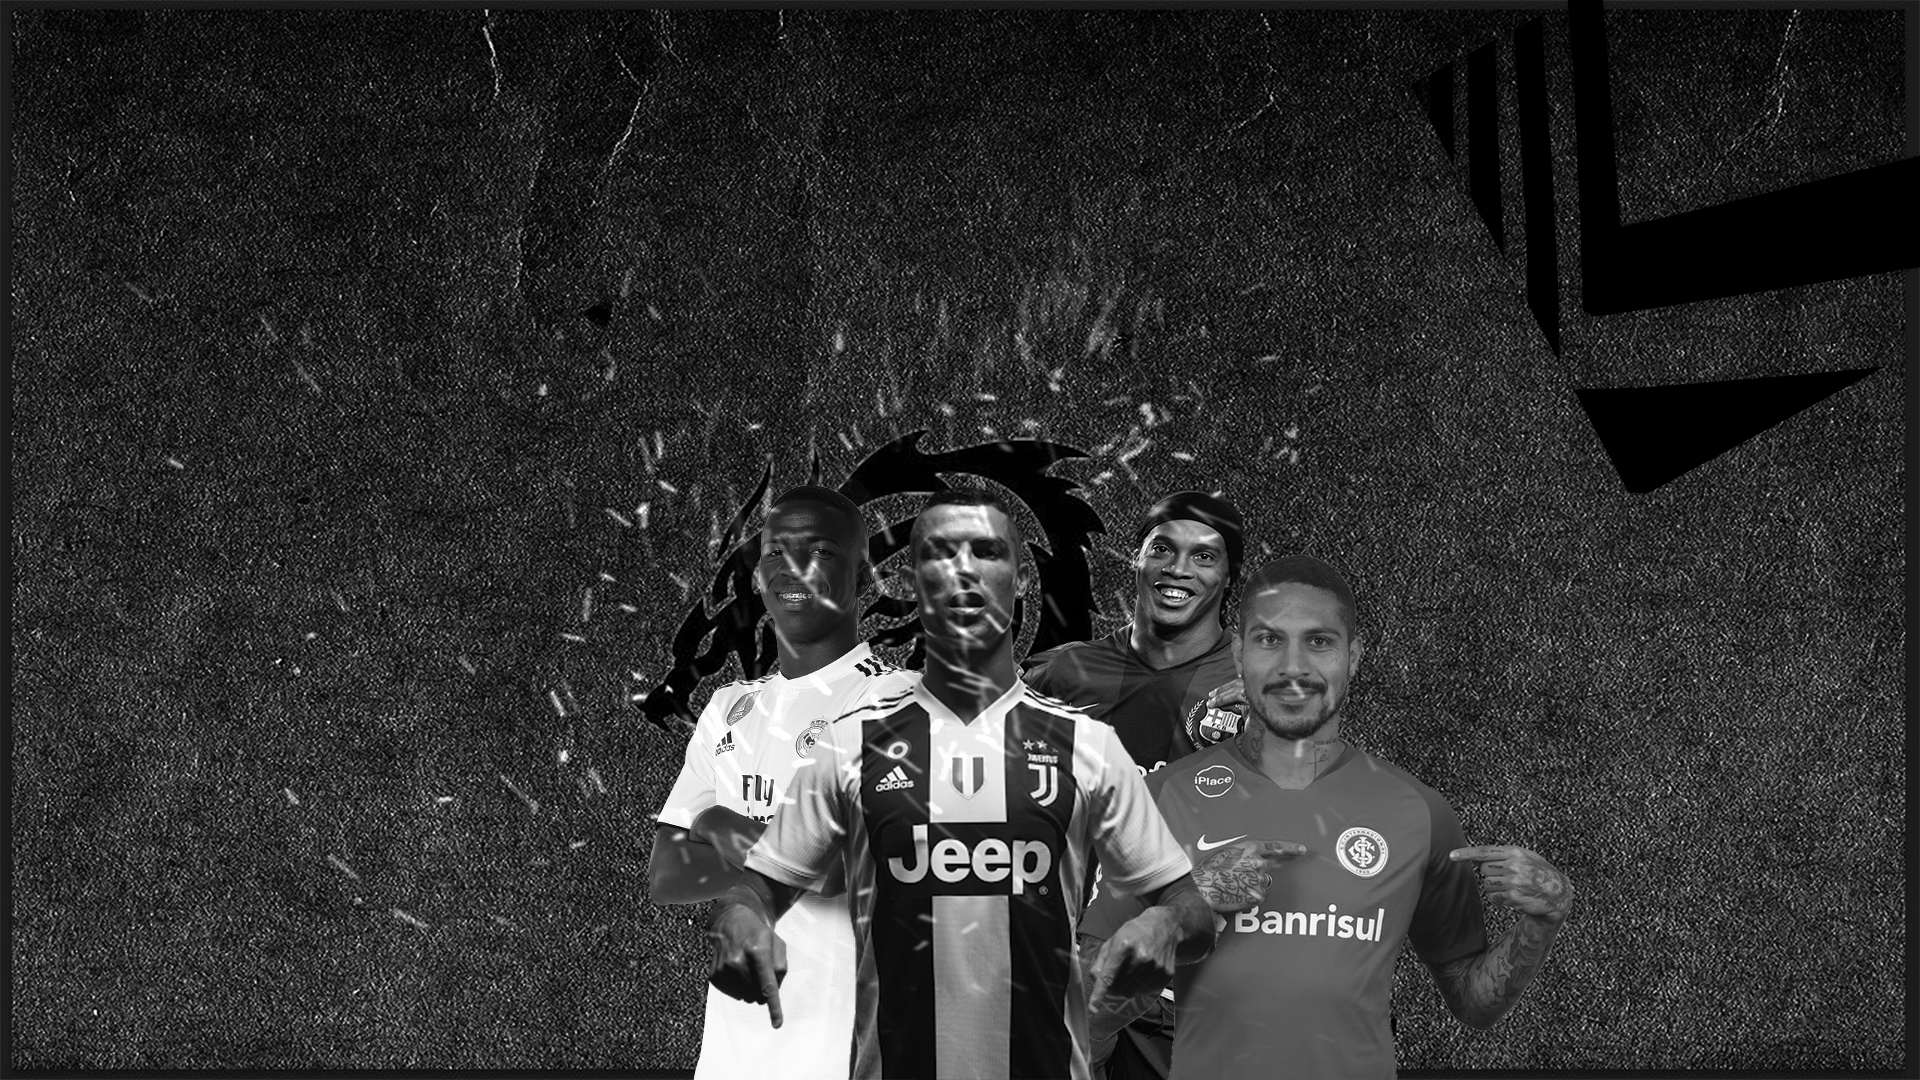 adidas
Fly
adidas
JUVENTUS
Jeep
iPlace
Banrisul